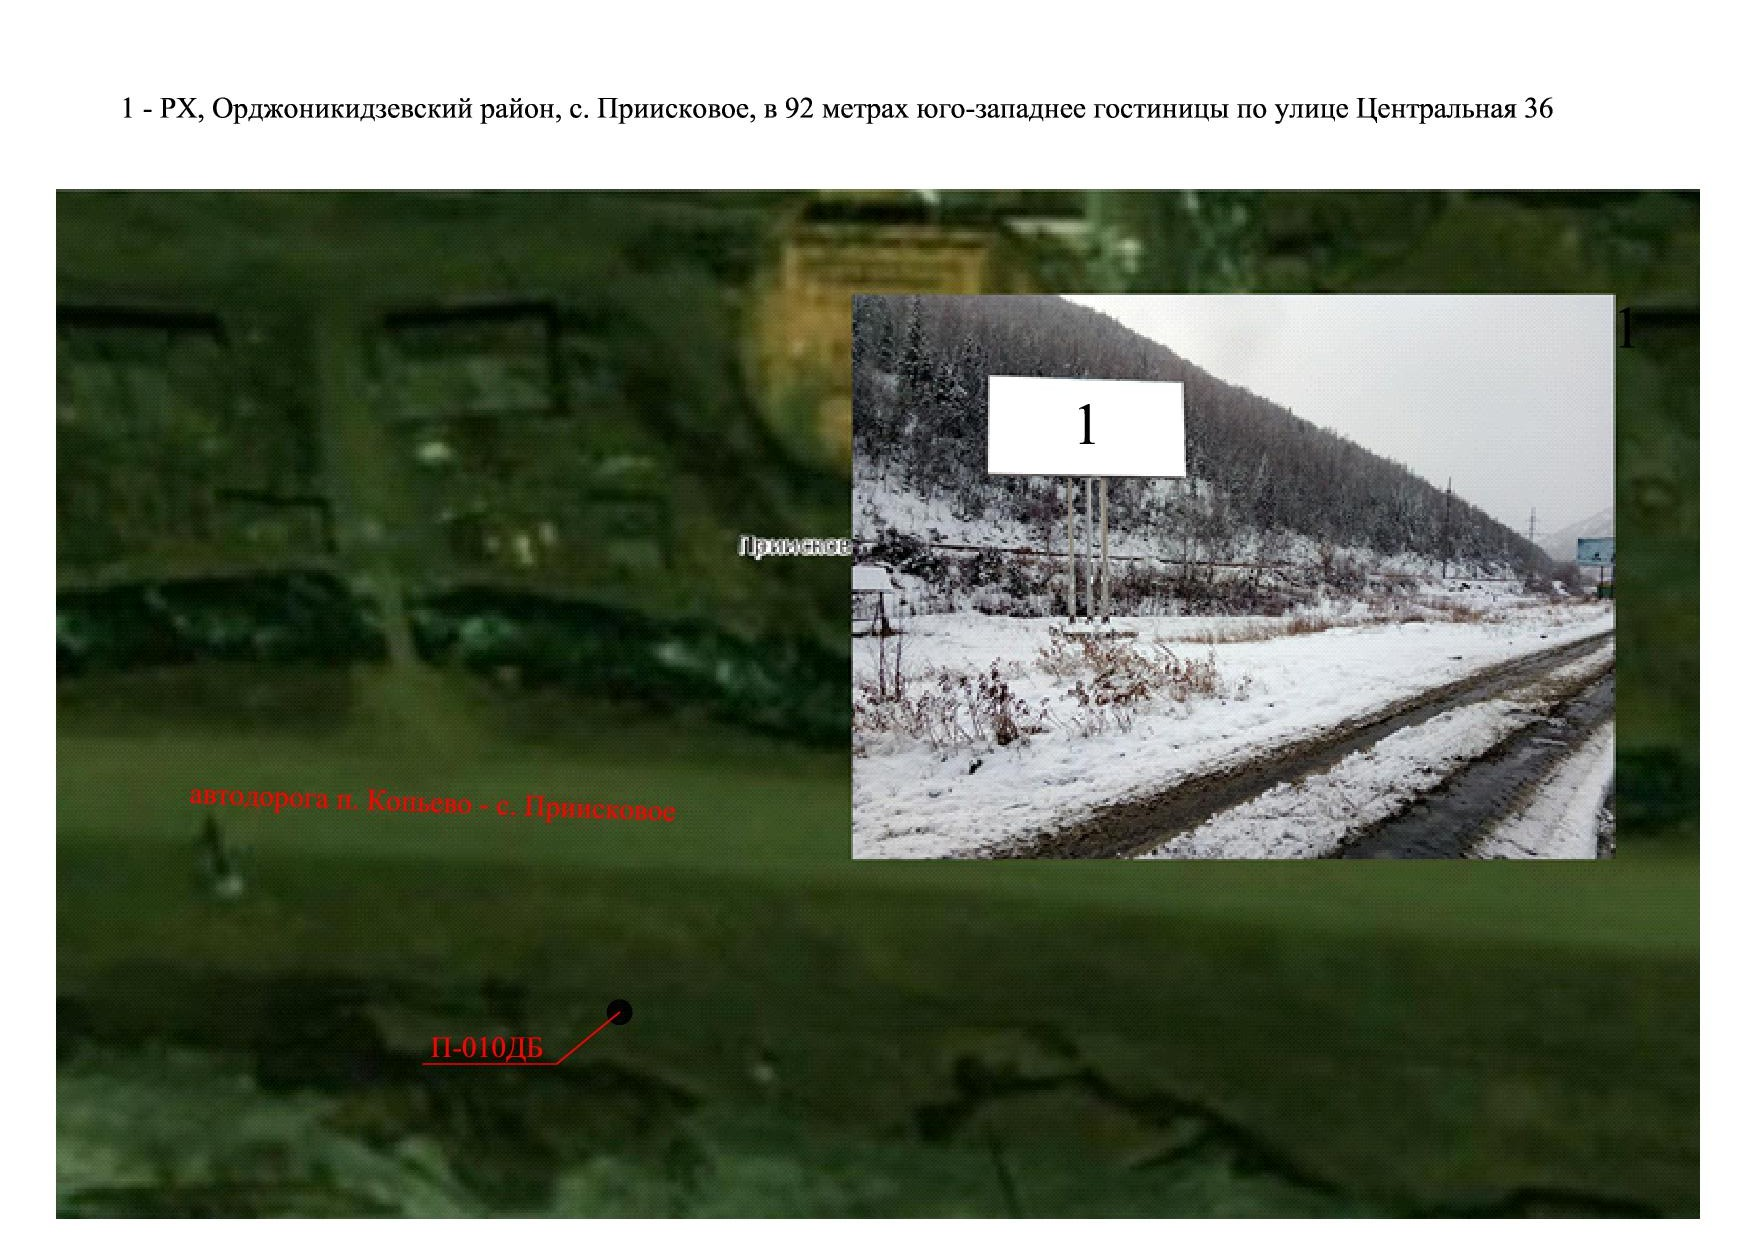 1 - РХ, Орджоникидзевский район, с. Приисковое, в 92 метрах юго-западнее гостиницы по улице Центральная 36
1
1
Приисков
автодорога п. Копьево - с. Приисковое
П-010ДБ